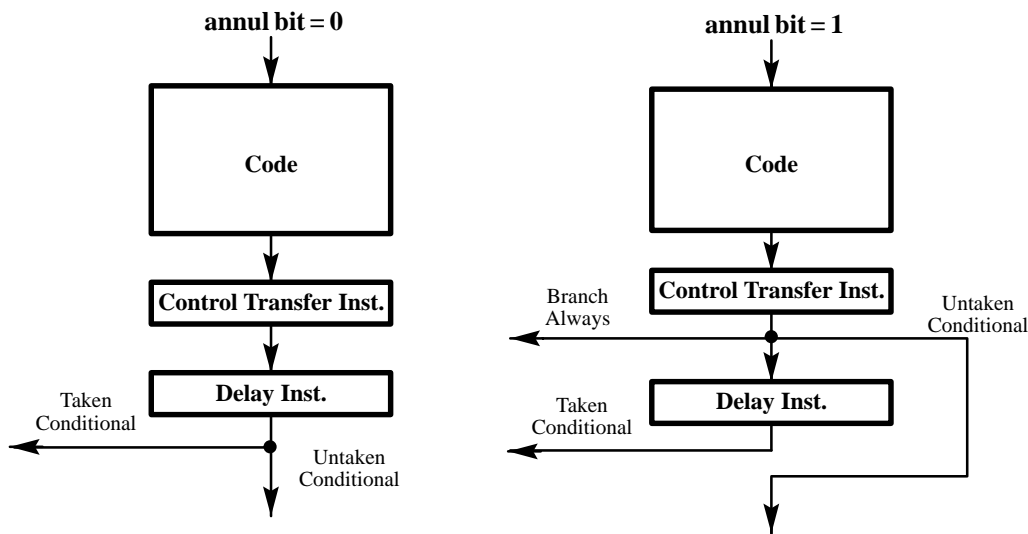 annul bit = 0
Code
Control Transfer Inst.
Delay Inst.
Taken
Conditional
Untaken
Conditional
annul bit = 1
Code
Control Transfer Inst.
Branch
Always
Untaken
Conditional
Delay Inst.
Taken
Conditional